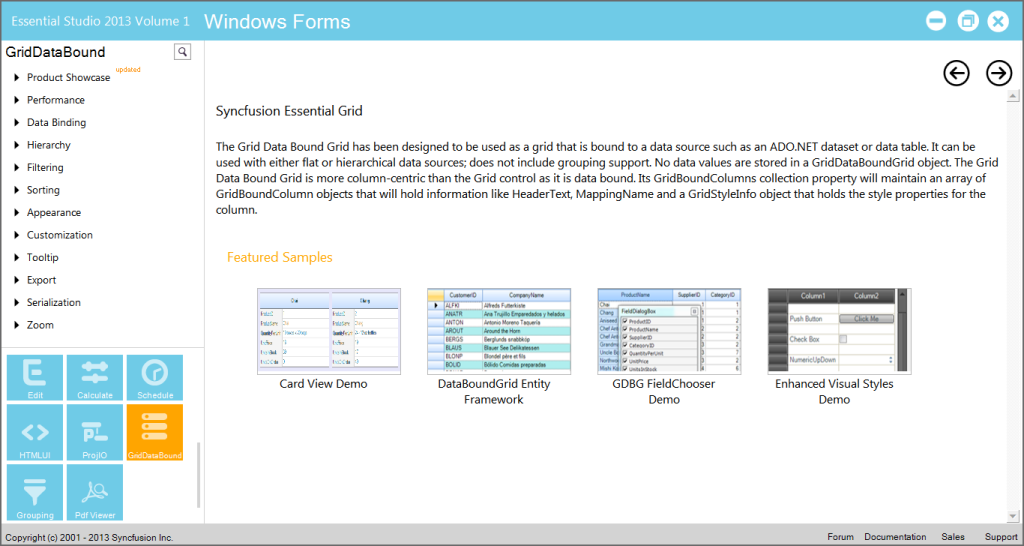 Essential Studio 2013 Volume 1 Windows Forms
GridDataBound
Product Showcase updated
Performance
Data Binding
Hierarchy
Filtering
Sorting
Appearance
Customization
Tooltip
Export
Serialization
Zoom
Edit Calculate Schedule
HTMLUI ProjIO GridDataBound
Grouping Pdf Viewer
Syncfusion Essential Grid
The Grid Data Bound Grid has been designed to be used as a grid that is bound to a data source such as an ADO.NET dataset or data table. It can be
used with either flat or hierarchical data sources; does not include grouping support. No data values are stored in a GridDataBoundGrid object. The Grid
Data Bound Grid is more column-centric than the Grid control as it is data bound. Its GridBoundColumns collection property will maintain an array of
GridBoundColumn objects that will hold information like HeaderText, MappingName and a GridStyleInfo object that holds the style properties for the
column.
Featured Samples
CustomerID CompanyName
ALFKI Alfreds Futterkiste
ANATR Ana Trujillo Emparedados y helados
ANTON Antonio Moreno Taquería
AROUT Around the Horn
BERGS Berglunds snabbköp
BLAUS Blauer See Delikatessen
BLONP Blondel père et fils
BOLID Bólido Comidas preparadas
ProductName SupplierID CategoryID
Chai 1 1
Chang 1 1
FieldDialogBox
ProductID
ProductName
SupplierID
CategoryID
QuantityPerUnit
UnitPrice
UnitsInStock
Column1 Column2
Push Button Click Me
Check Box
NumericUpDown
Card View Demo
DataBoundGrid Entity
Framework
GDBG FieldChooser
Demo
Enhanced Visual Styles
Demo
Copyright (c) 2001 - 2013 Syncfusion Inc.
Forum Documentation Sales Support